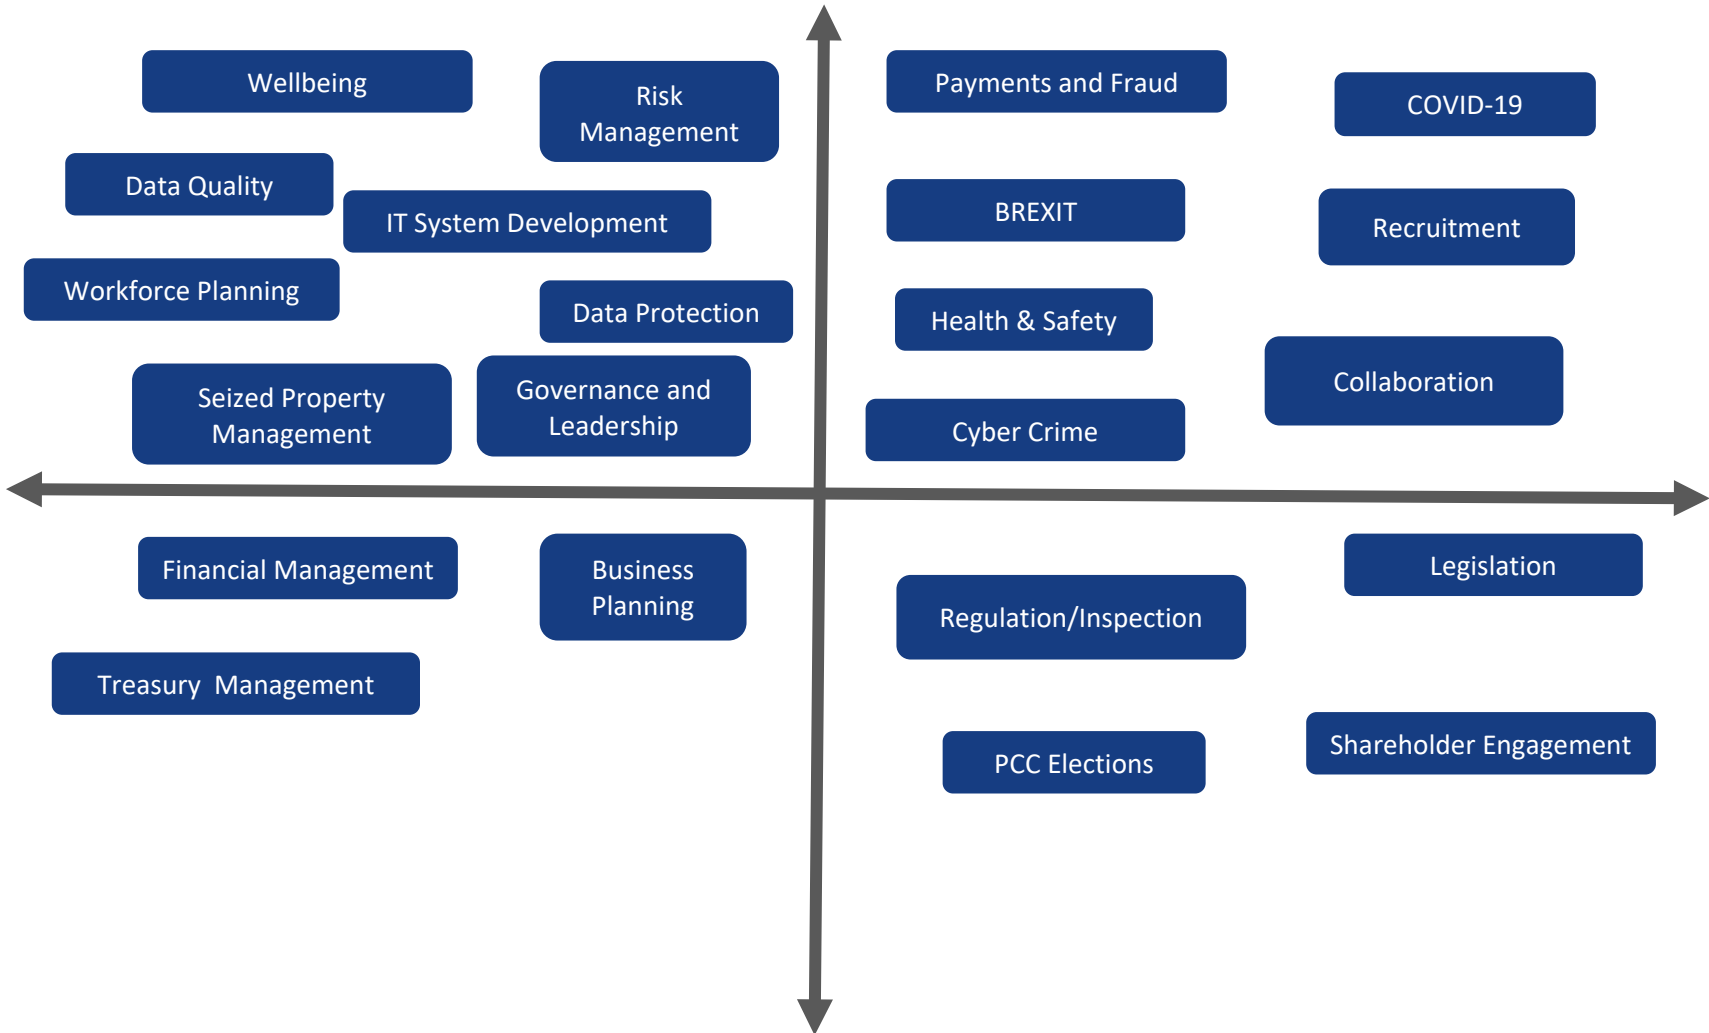 Wellbeing
Risk
Management
Data Quality
IT System Development
Workforce Planning
Data Protection
Seized Property
Management
Governance and
Leadership
Payments and Fraud
COVID-19
BREXIT
Recruitment
Health & Safety
Collaboration
Cyber Crime
Financial Management
Business
Planning
Treasury  Management
Legislation
Regulation/Inspection
PCC Elections
Shareholder Engagement